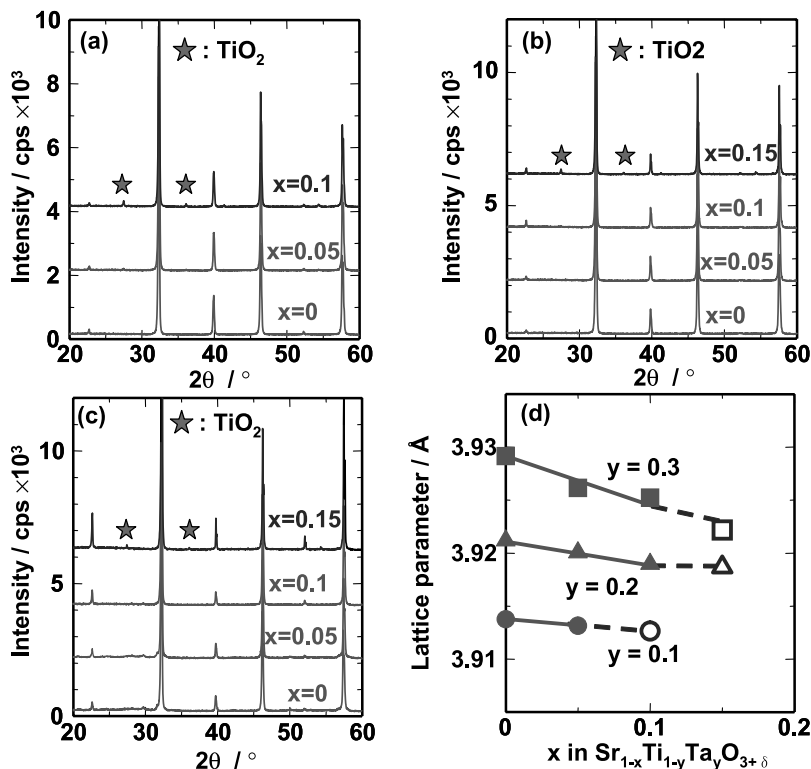 (a)
★ : TiO2
Intensity / cps ×10³
10
8
6
4
2
0
x=0.1
x=0.05
x=0
20 30 40 50 60
2θ / °
(b)
★ : TiO2
Intensity / cps ×10³
10
5
0
x=0.15
x=0.1
x=0.05
x=0
20 30 40 50 60
2θ / °
(c)
★ : TiO2
Intensity / cps ×10³
10
5
0
x=0.15
x=0.1
x=0.05
x=0
20 30 40 50 60
2θ / °
(d)
Lattice parameter / Å
3.93
3.92
3.91
y = 0.3
y = 0.2
y = 0.1
0 0.1 0.2
x in Sr1-xTi1-yTayO3+δ